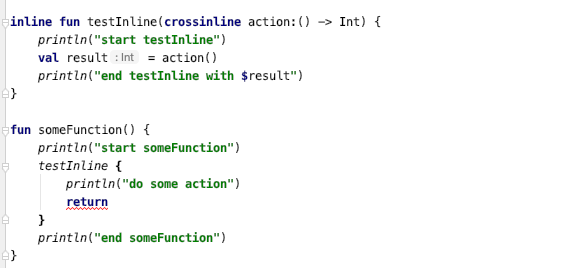 inline fun testInline(crossinline action:() -> Int) {
println("start testInline")
val result : Int = action()
println("end testInline with $result")
}
fun someFunction() {
println("start someFunction")
testInline {
println("do some action")
return
}
println("end someFunction")
}